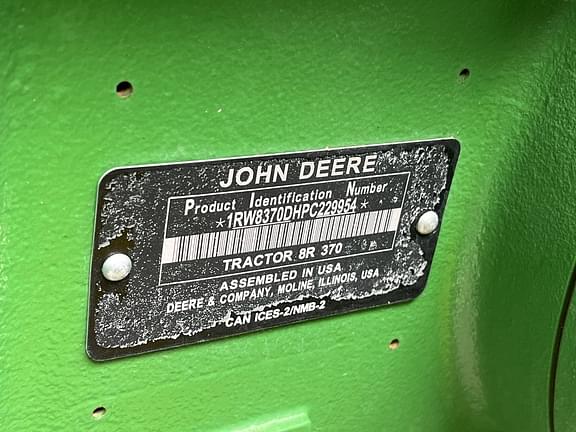 JOHN DEERE
Product Identification Number
*1RW8370DHPC229954*
TRACTOR 8R 370
ASSEMBLED IN USA
DEERE & COMPANY, MOLINE, ILLINOIS, USA
CAN ICES-2/NMB-2